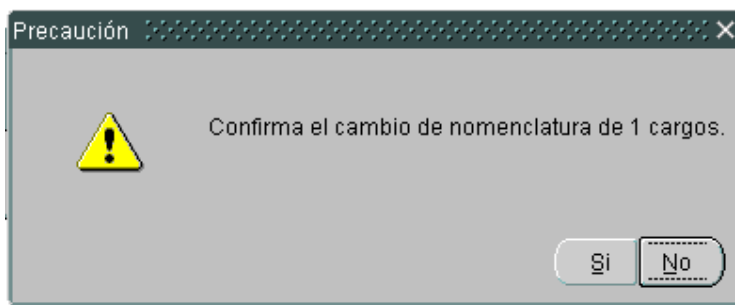 Precaución
Confirma el cambio de nomenclatura de 1 cargos.
Si
No